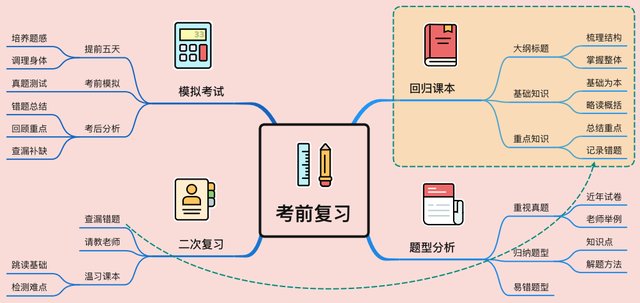 考前复习
模拟考试
提前五天
培养题感
调理身体
考前模拟
真题测试
考后分析
错题总结
回顾重点
查漏补缺
33
回归课本
大纲标题
梳理结构
掌握整体
基础知识
基础为本
略读概括
重点知识
总结重点
记录错题
二次复习
查漏错题
请教老师
温习课本
跳读基础
检测难点
题型分析
重视真题
近年试卷
老师举例
归纳题型
知识点
解题方法
易错题型